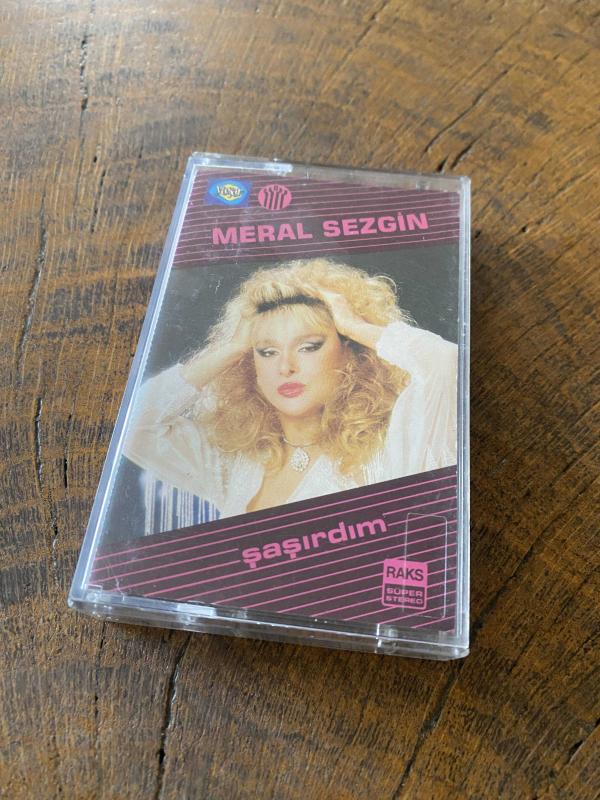 MERAL SEZGİN
şaşırdım
RAKS
SÜPER
STEREO